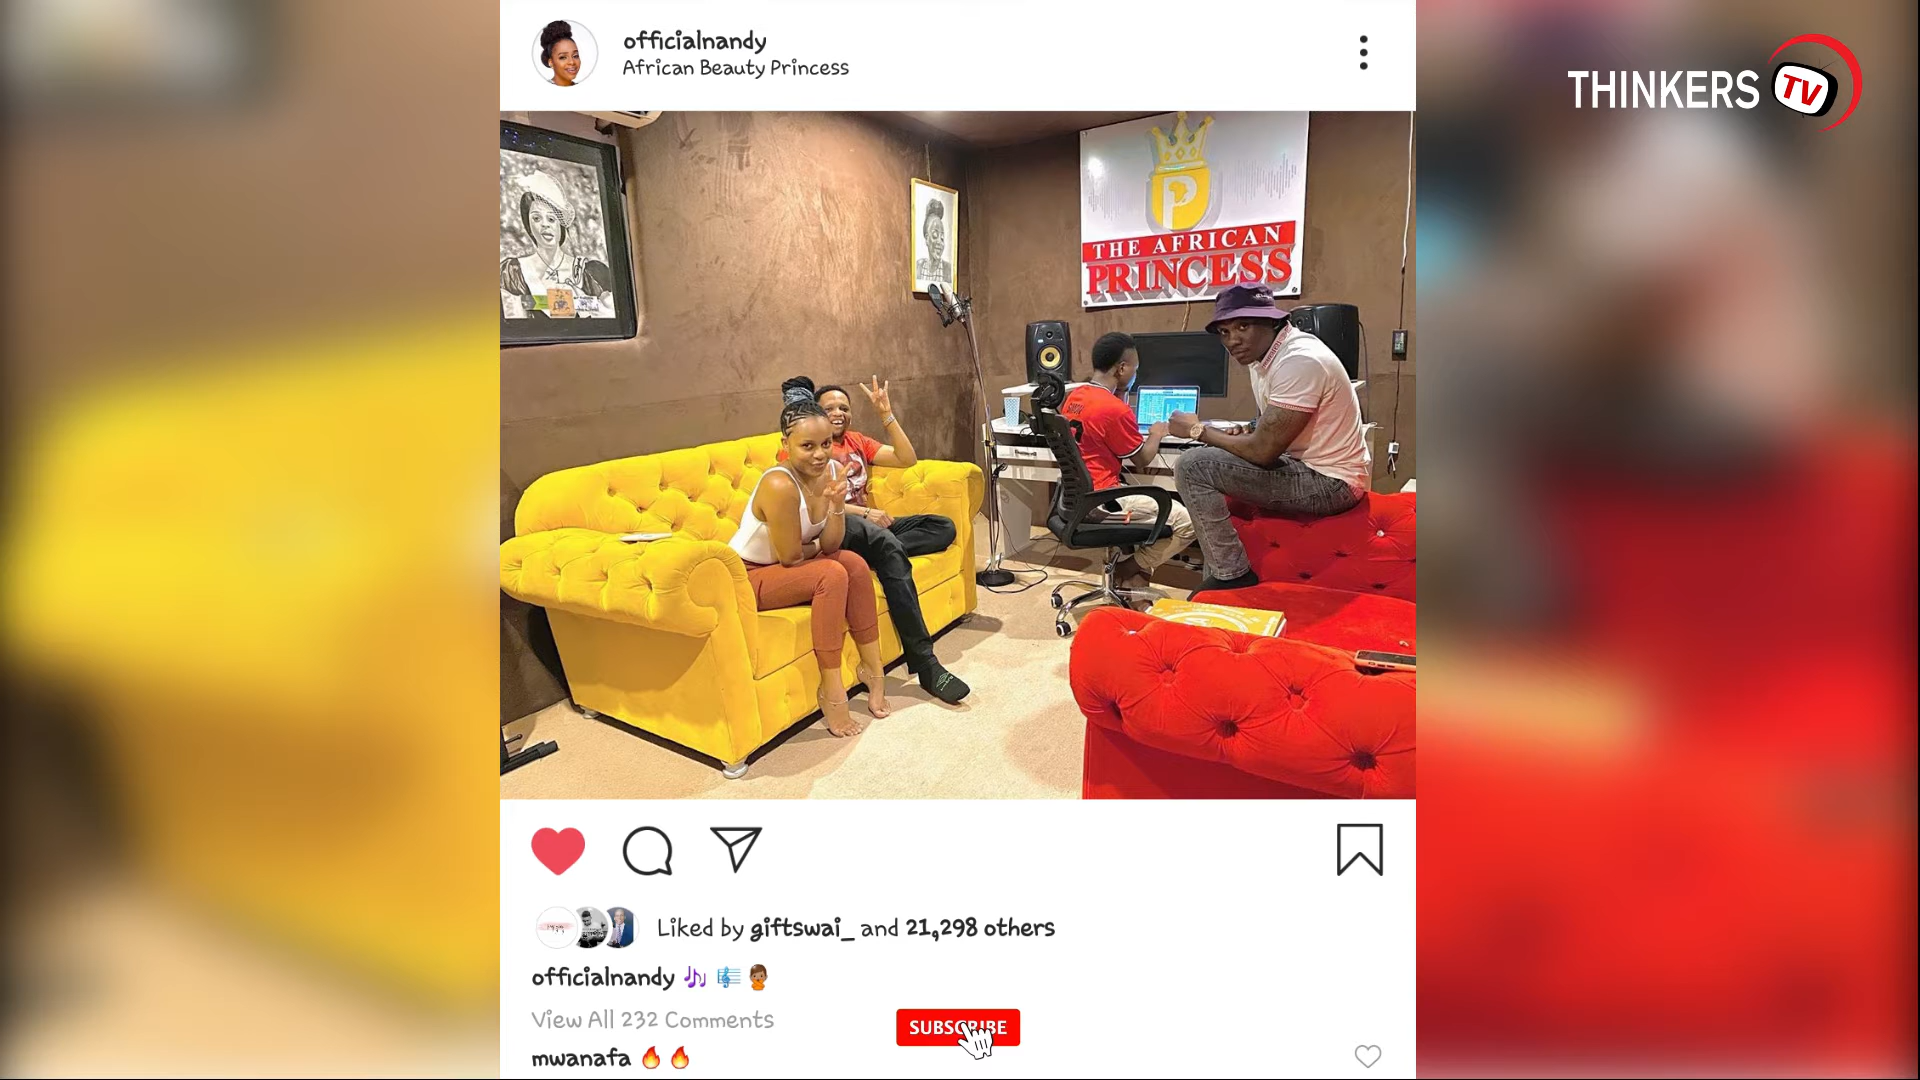 officialnandy
African Beauty Princess
THINKERS TV
P
THE AFRICAN
PRINCESS
Liked by giftswai_ and 21,298 others
officialnandy 🎶 🎼 🙊
View All 232 Comments
SUBSCRIBE
mwanafa 🔥 🔥